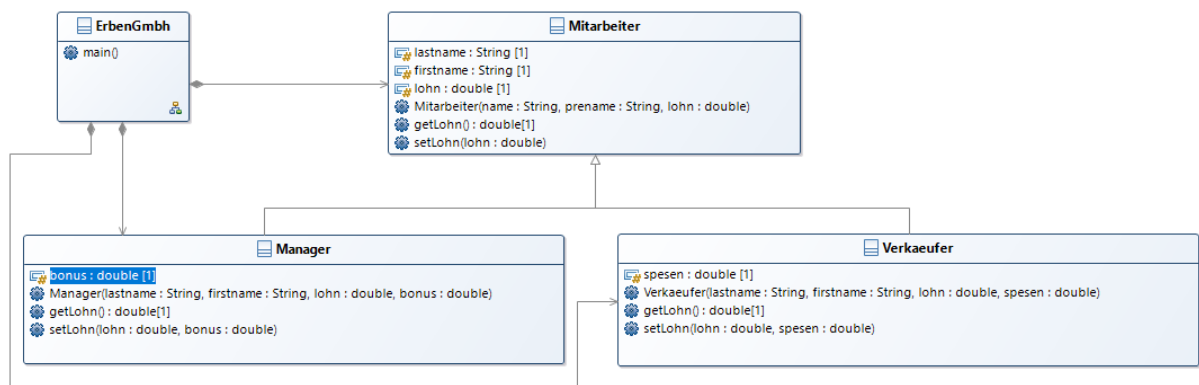 ErbenGmbh
main()
Mitarbeiter
lastname : String [1]
firstname : String [1]
lohn : double [1]
Mitarbeiter(name : String, prename : String, lohn : double)
getLohn() : double[1]
setLohn(lohn : double)
Manager
bonus : double [1]
Manager(lastname : String, firstname : String, lohn : double, bonus : double)
getLohn() : double[1]
setLohn(lohn : double, bonus : double)
Verkaeufer
spesen : double [1]
Verkaeufer(lastname : String, firstname : String, lohn : double, spesen : double)
getLohn() : double[1]
setLohn(lohn : double, spesen : double)